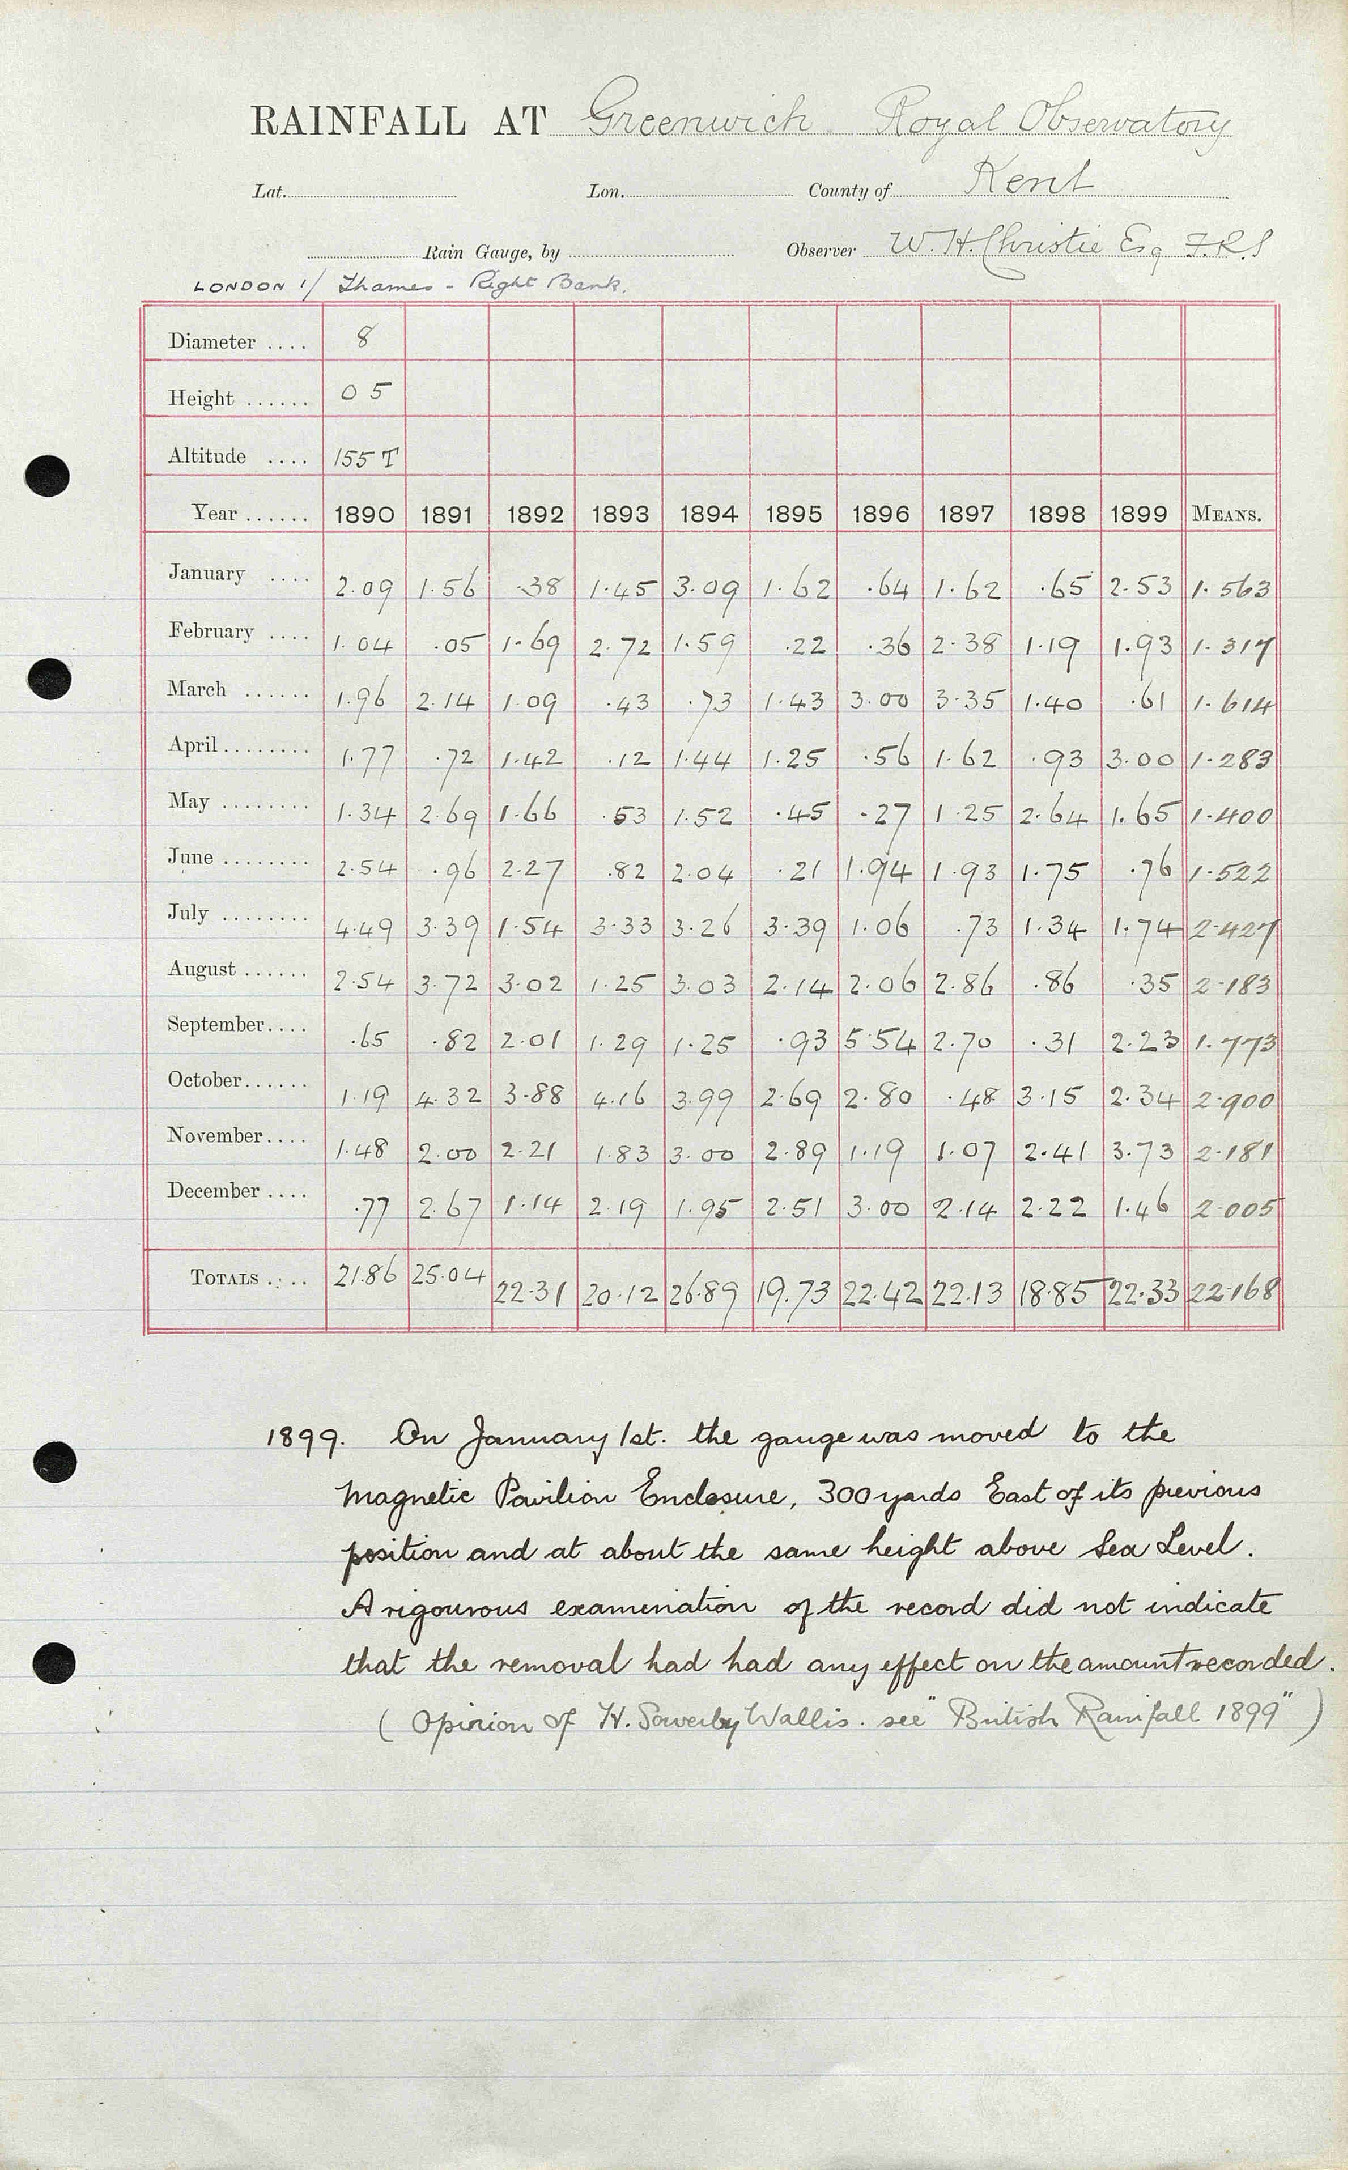 RAINFALL AT Greenwich Royal Observatory
Lat. Lon. County of Kent
Rain Gauge, by Observer W. H. Christie Esq F.R.S
LONDON 1/ Thames - Right Bank.
Diameter .... 8
Height ...... 0 5
Altitude .... 155 T
Year ...... 1890 1891 1892 1893 1894 1895 1896 1897 1898 1899 MEANS.
January .... 2.09 1.56 .38 1.45 3.09 1.62 .64 1.62 .65 2.53 1.563
February .... 1.04 .05 1.69 2.72 1.59 .22 .36 2.38 1.19 1.93 1.317
March ...... 1.96 2.14 1.09 .43 .73 1.43 3.00 3.35 1.40 .61 1.614
April ........ 1.77 .72 1.42 .12 1.44 1.25 .56 1.62 .93 3.00 1.283
May ........ 1.34 2.69 1.66 .53 1.52 .45 .27 1.25 2.64 1.65 1.400
June ........ 2.54 .96 2.27 .82 2.04 .21 1.94 1.93 1.75 .76 1.522
July ........ 4.49 3.39 1.54 3.33 3.26 3.39 1.06 .73 1.34 1.74 2.427
August ...... 2.54 3.72 3.02 1.25 3.03 2.14 2.06 2.86 .86 .35 2.183
September .... .65 .82 2.01 1.29 1.25 .93 5.54 2.70 .31 2.23 1.773
October ...... 1.19 4.32 3.88 4.16 3.99 2.69 2.80 .48 3.15 2.34 2.900
November .... 1.48 2.00 2.21 1.83 3.00 2.89 1.19 1.07 2.41 3.73 2.181
December .... .77 2.67 1.14 2.19 1.95 2.51 3.00 2.14 2.22 1.46 2.005
TOTALS .... 21.86 25.04 22.31 20.12 26.89 19.73 22.42 22.13 18.85 22.33 22.168
1899. On January 1st. the gauge was moved to the
Magnetic Pavilion Enclosure, 300 yards East of its previous
position and at about the same height above Sea Level.
A rigourous examination of the record did not indicate
that the removal had had any effect on the amount recorded.
( Opinion of H. Sowerby Wallis. see "British Rainfall 1899" )